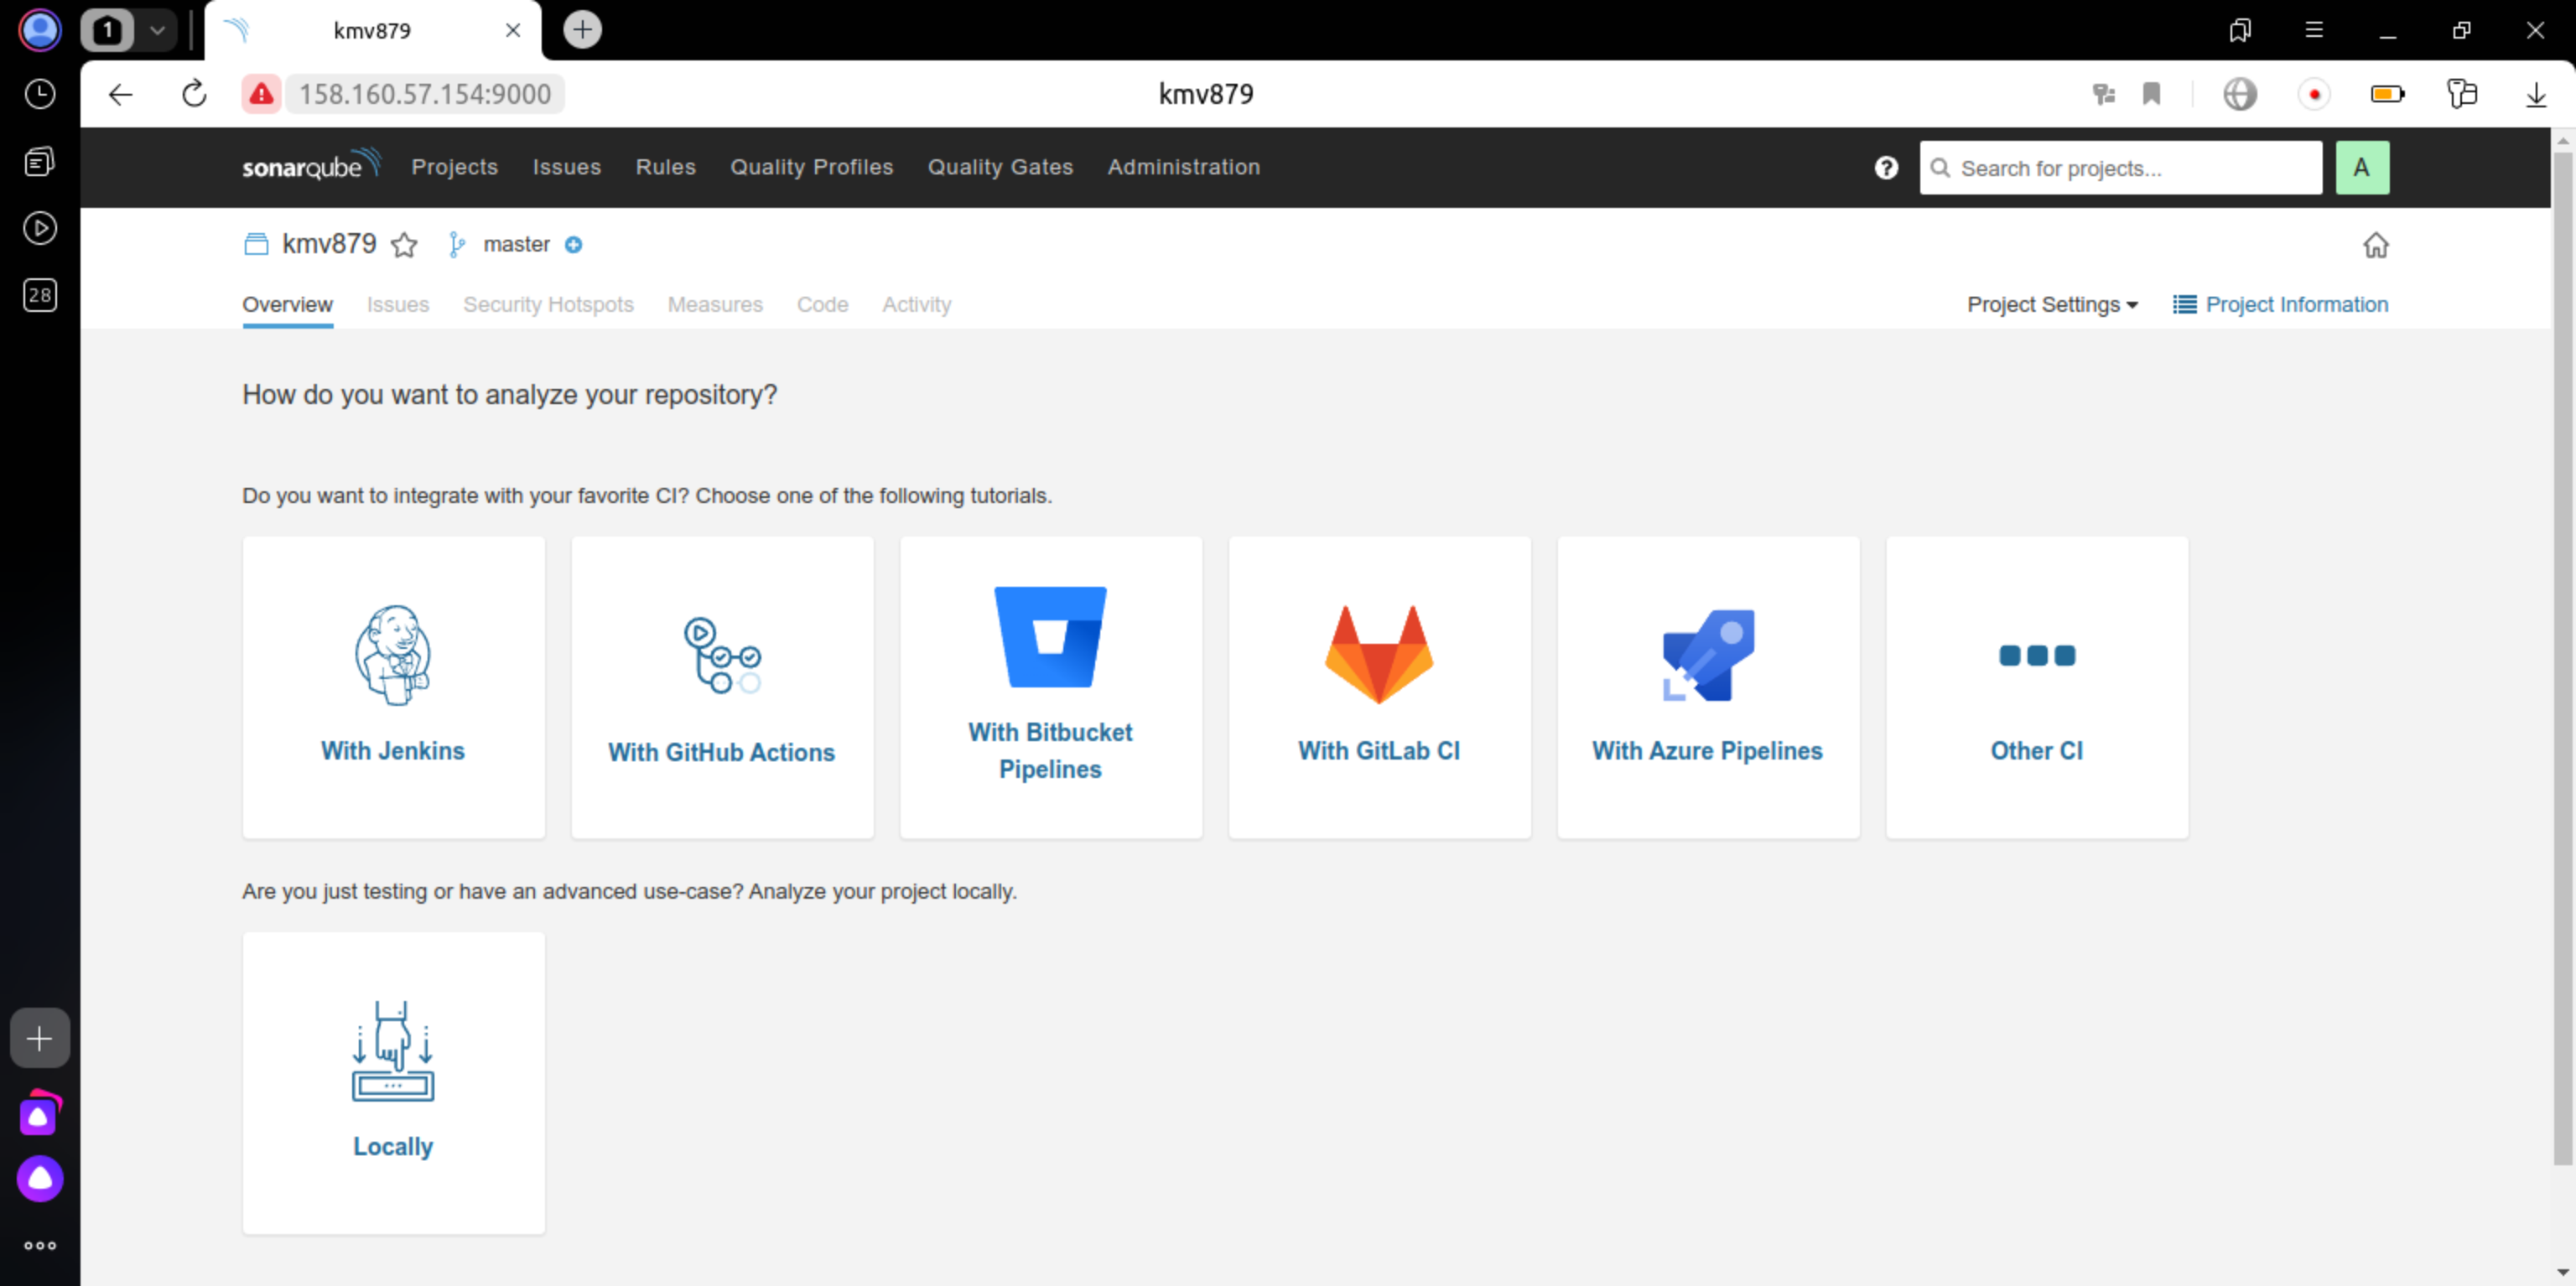 1
kmv879
158.160.57.154:9000
kmv879
sonarqube Projects Issues Rules Quality Profiles Quality Gates Administration
? Search for projects... A
28
kmv879 master
Overview Issues Security Hotspots Measures Code Activity
Project Settings Project Information
How do you want to analyze your repository?
Do you want to integrate with your favorite CI? Choose one of the following tutorials.
With Jenkins
With GitHub Actions
With Bitbucket
Pipelines
With GitLab CI
With Azure Pipelines
Other CI
Are you just testing or have an advanced use-case? Analyze your project locally.
Locally